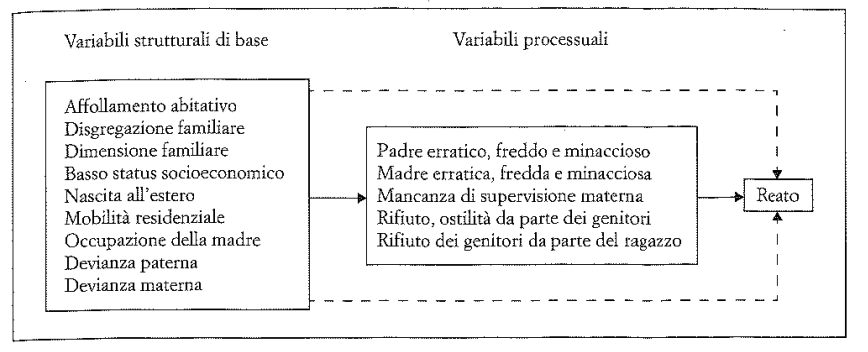 Variabili strutturali di base
Variabili processuali
Affollamento abitativo
Disgregazione familiare
Dimensione familiare
Basso status socioeconomico
Nascita all'estero
Mobilità residenziale
Occupazione della madre
Devianza paterna
Devianza materna
Padre erratico, freddo e minaccioso
Madre erratica, fredda e minacciosa
Mancanza di supervisione materna
Rifiuto, ostilità da parte dei genitori
Rifiuto dei genitori da parte del ragazzo
Reato